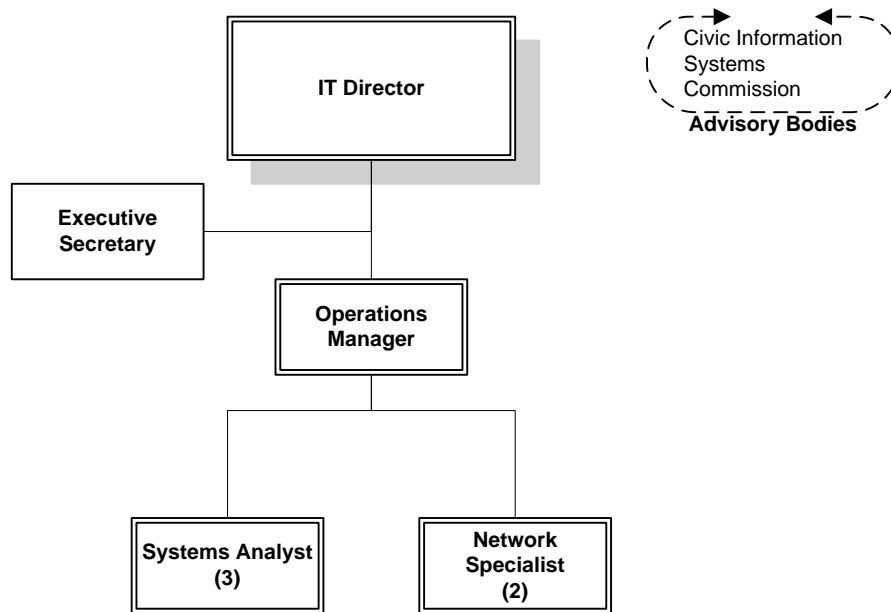 IT Director
Civic Information
Systems
Commission
Advisory Bodies
Executive
Secretary
Operations
Manager
Systems Analyst
(3)
Network
Specialist
(2)